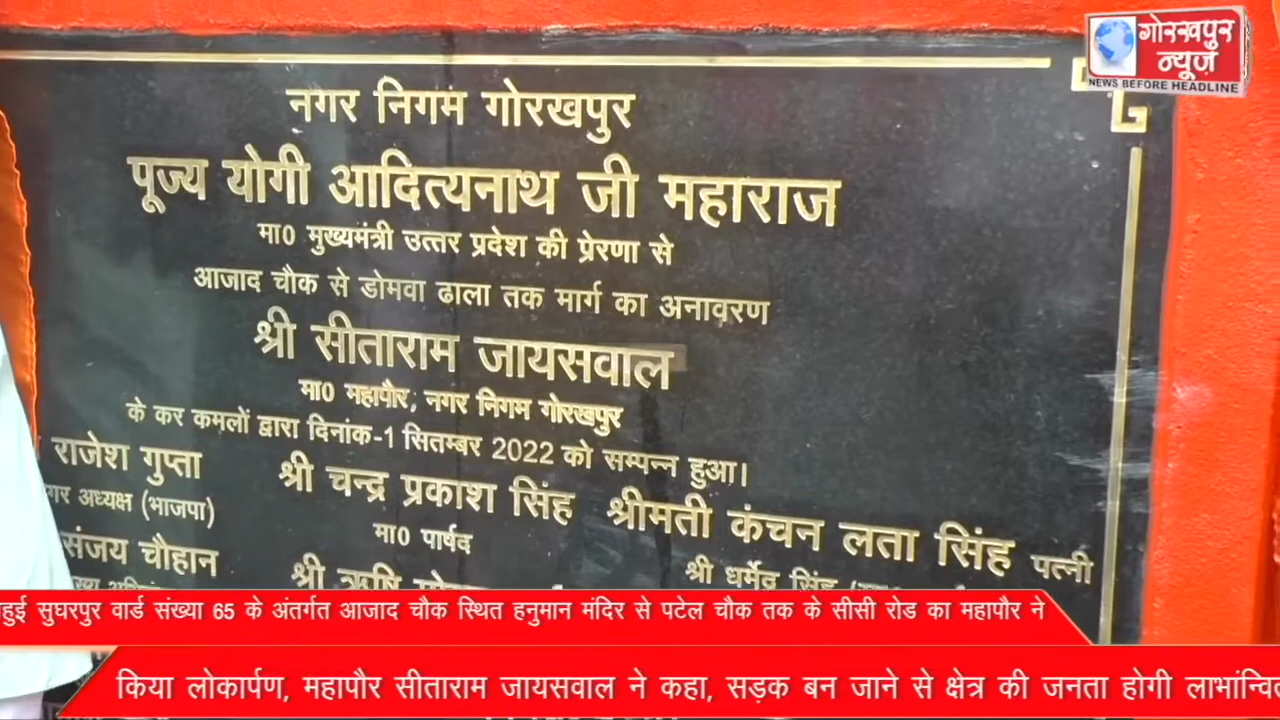 गोरखपुर
न्यूज़
NEWS BEFORE HEADLINE
नगर निगम गोरखपुर
पूज्य योगी आदित्यनाथ जी महाराज
मा0 मुख्यमंत्री उत्तर प्रदेश की प्रेरणा से
आजाद चौक से डोमवा ढाला तक मार्ग का अनावरण
श्री सीताराम जायसवाल
मा0 महापौर, नगर निगम गोरखपुर
के कर कमलों द्वारा दिनांक-1 सितम्बर 2022 को सम्पन्न हुआ।
राजेश गुप्ता श्री चन्द्र प्रकाश सिंह श्रीमती कंचन लता सिंह पत्नी
अध्यक्ष (भाजपा) मा0 पार्षद श्री धर्मेंद्र सिंह
संजय चौहान श्री ऋषि
सुघरपुर वार्ड संख्या 65 के अंतर्गत आजाद चौक स्थित हनुमान मंदिर से पटेल चौक तक के सीसी रोड का महापौर ने
किया लोकार्पण, महापौर सीताराम जायसवाल ने कहा, सड़क बन जाने से क्षेत्र की जनता होगी